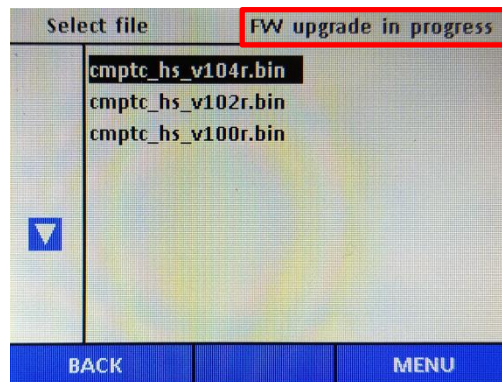 Select file FW upgrade in progress
cmptc_hs_v104r.bin
cmptc_hs_v102r.bin
cmptc_hs_v100r.bin
BACK MENU